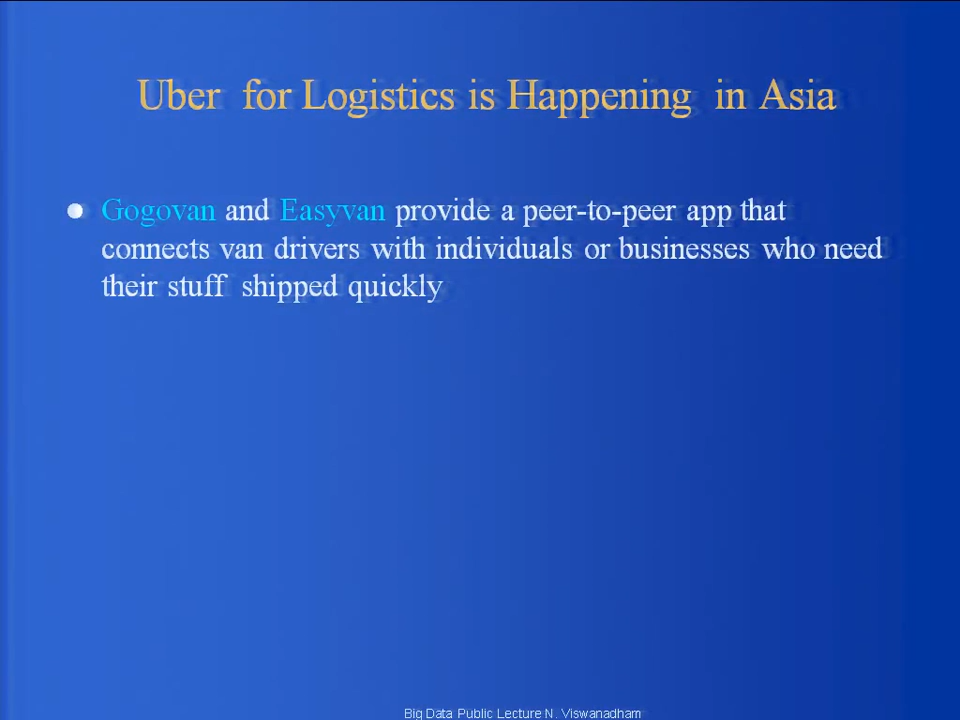 Uber for Logistics is Happening in Asia
Gogovan and Easyvan provide a peer-to-peer app that
connects van drivers with individuals or businesses who need
their stuff shipped quickly
Big Data Public Lecture N. Viswanadham